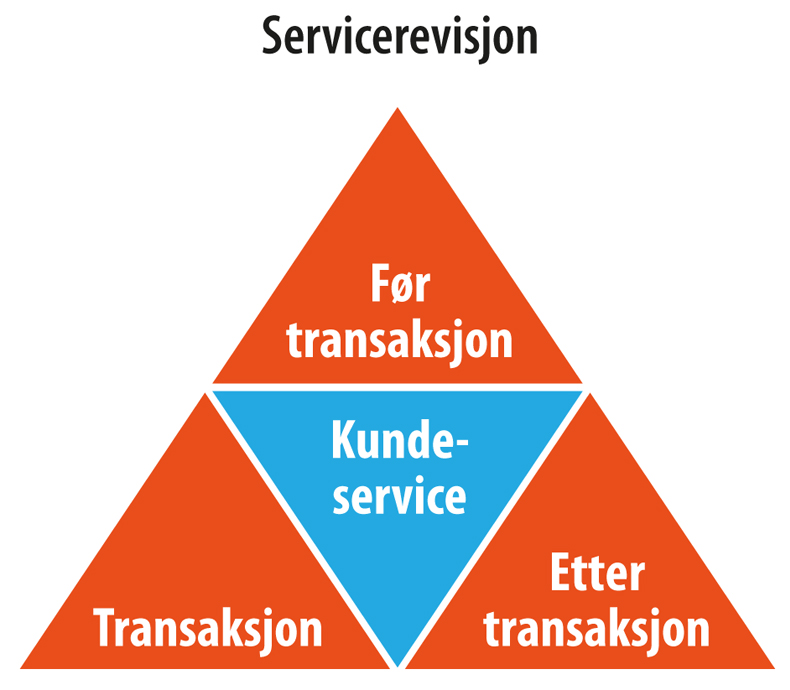 Servicerevisjon
Før
transaksjon
Kunde-
service
Transaksjon
Etter
transaksjon